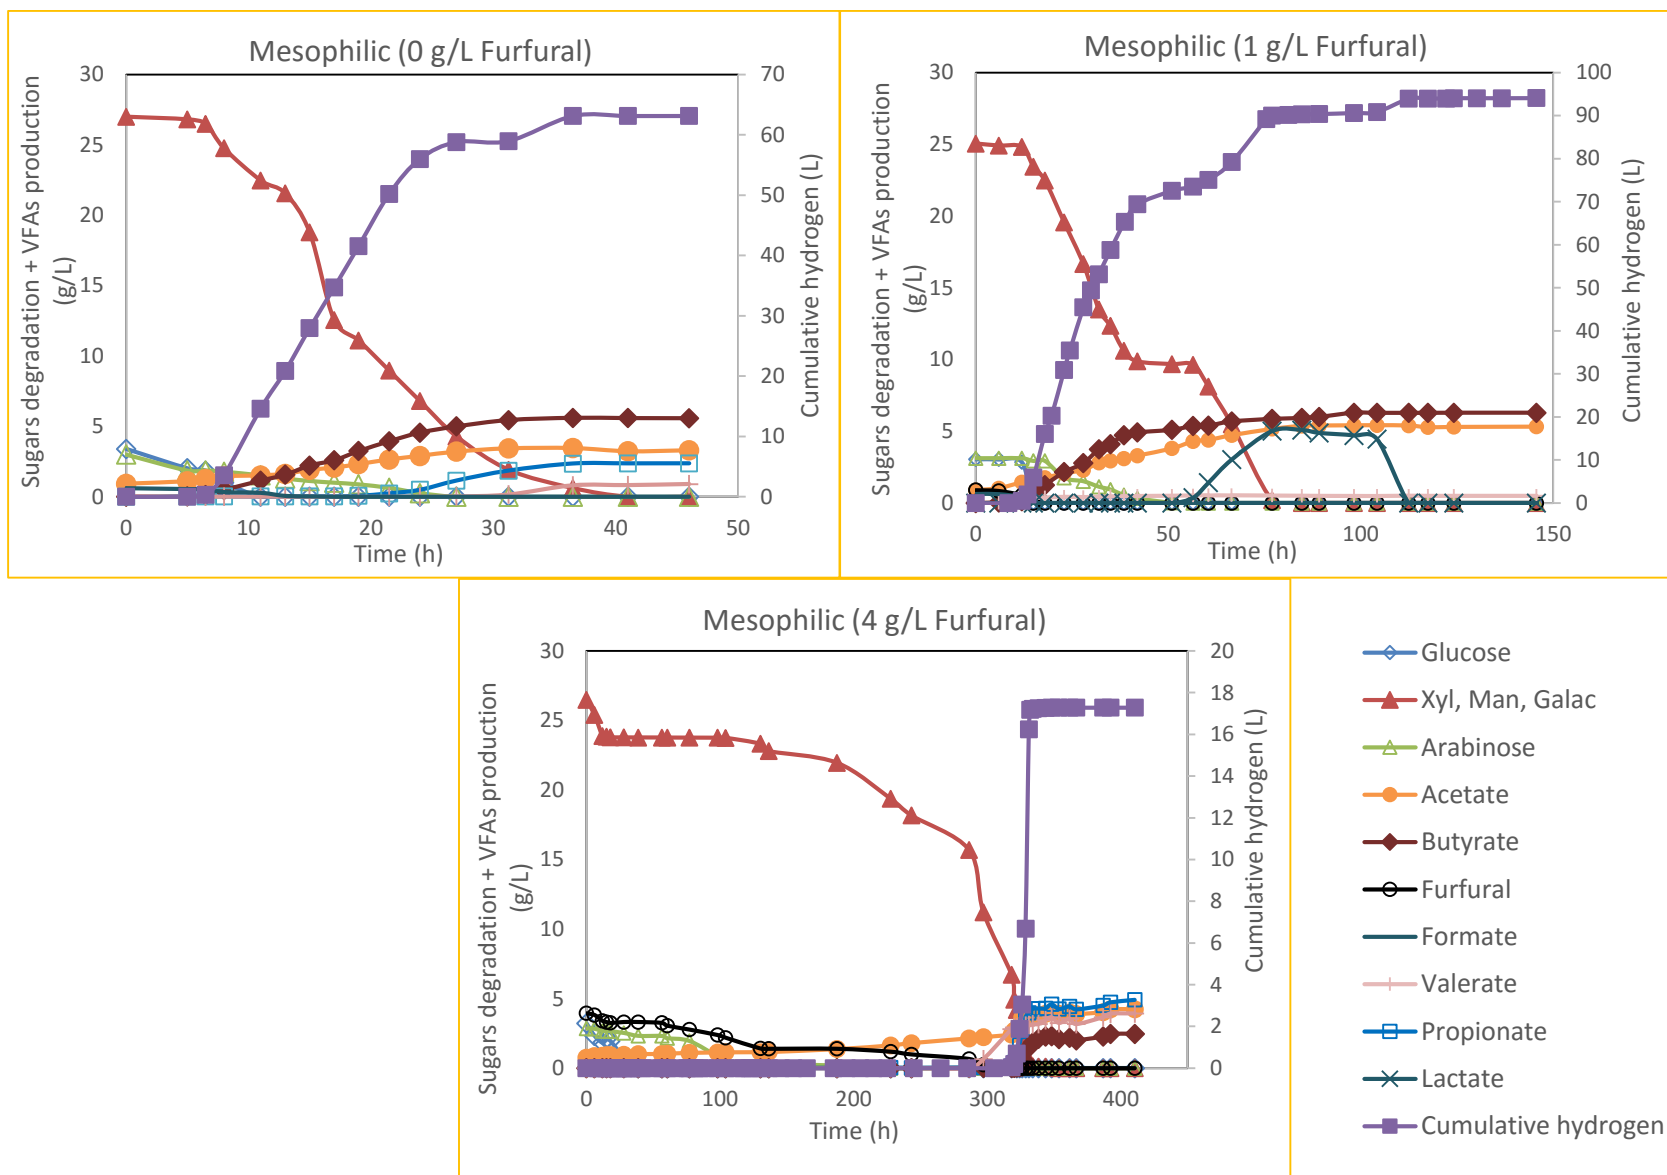 Mesophilic (0 g/L Furfural)
Sugars degradation + VFAs production
(g/L)
30
25
20
15
10
5
0
70
60
50
40
30
20
10
0
Cumulative hydrogen (L)
0
10
20
30
40
50
Time (h)
Mesophilic (1 g/L Furfural)
Sugars degradation + VFAs production
(g/L)
30
25
20
15
10
5
0
100
90
80
70
60
50
40
30
20
10
0
Cumulative hydrogen (L)
0
50
100
150
Time (h)
Mesophilic (4 g/L Furfural)
Sugars degradation + VFAs production
(g/L)
30
25
20
15
10
5
0
20
18
16
14
12
10
8
6
4
2
0
Cumulative hydrogen (L)
0
100
200
300
400
Time (h)
Glucose
Xyl, Man, Galac
Arabinose
Acetate
Butyrate
Furfural
Formate
Valerate
Propionate
Lactate
Cumulative hydrogen